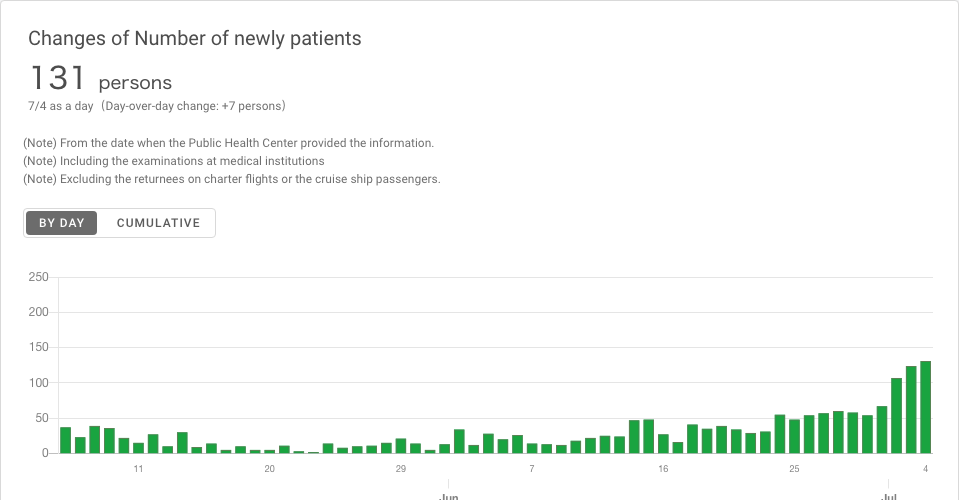 Changes of Number of newly patients
131 persons
7/4 as a day（Day-over-day change: +7 persons）
(Note) From the date when the Public Health Center provided the information.
(Note) Including the examinations at medical institutions
(Note) Excluding the returnees on charter flights or the cruise ship passengers.
BY DAY CUMULATIVE
250
200
150
100
50
0
11 20 29 7 16 25 4
Jun Jul